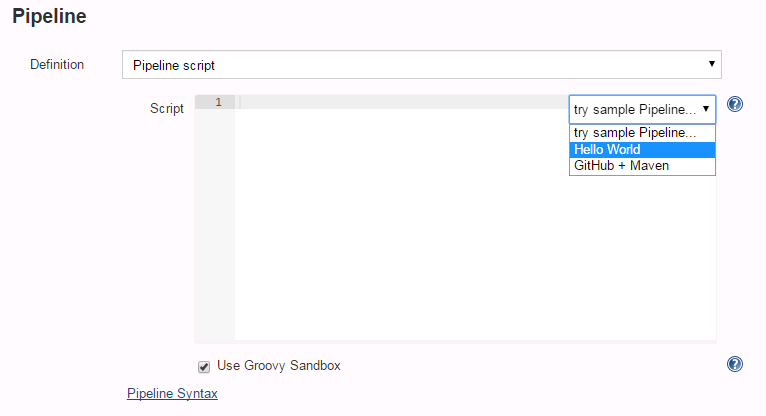 Pipeline
Definition
Pipeline script
Script
1
try sample Pipeline...
try sample Pipeline...
Hello World
GitHub + Maven
Use Groovy Sandbox
Pipeline Syntax